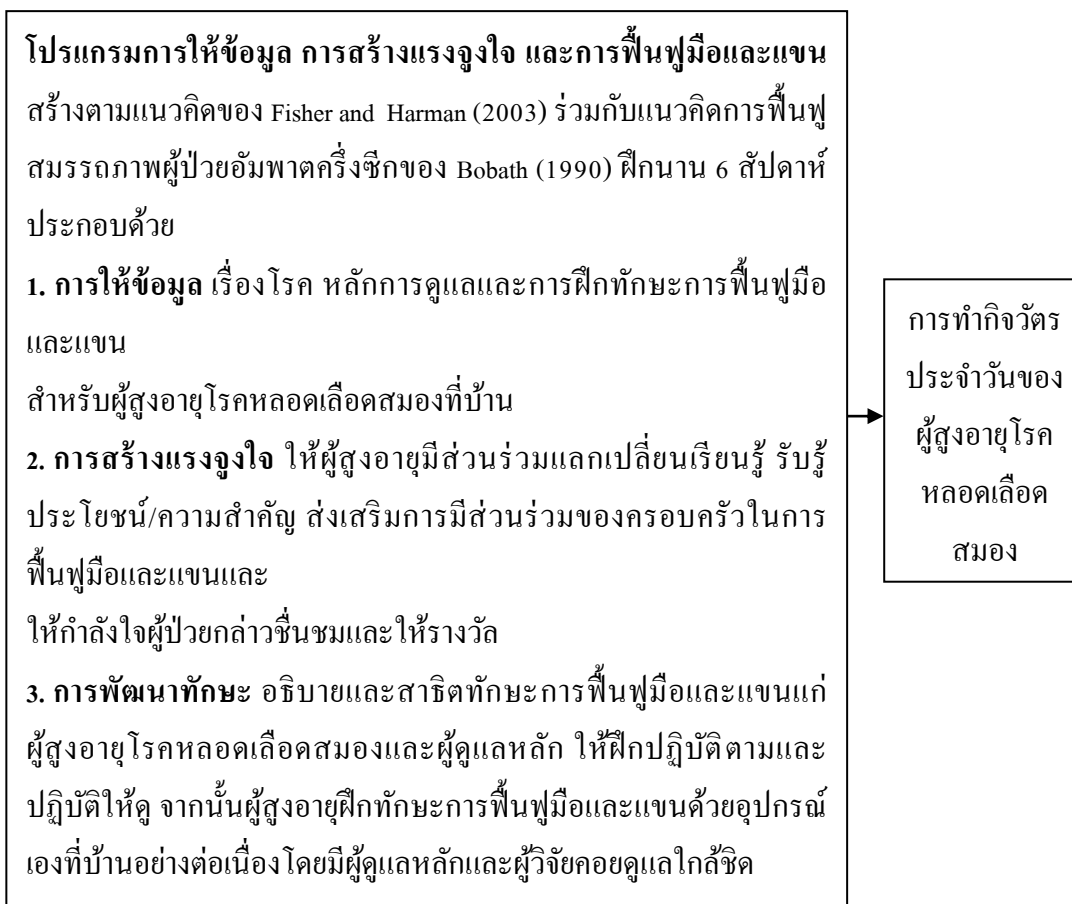 โปรแกรมการให้ข้อมูล การสร้างแรงจูงใจ และการฟื้นฟูมือและแขน
สร้างตามแนวคิดของ Fisher and Harman (2003) ร่วมกับแนวคิดการฟื้นฟู
สมรรถภาพผู้ป่วยอัมพาตครึ่งซีกของ Bobath (1990) ฝึกนาน 6 สัปดาห์
ประกอบด้วย
1. การให้ข้อมูล เรื่องโรค หลักการดูแลและการฝึกทักษะการฟื้นฟูมือ
และแขน
สำหรับผู้สูงอายุโรคหลอดเลือดสมองที่บ้าน
2. การสร้างแรงจูงใจ ให้ผู้สูงอายุมีส่วนร่วมแลกเปลี่ยนเรียนรู้ รับรู้
ประโยชน์/ความสำคัญ ส่งเสริมการมีส่วนร่วมของครอบครัวในการ
ฟื้นฟูมือและแขนและ
ให้กำลังใจผู้ป่วยกล่าวชื่นชมและให้รางวัล
3. การพัฒนาทักษะ อธิบายและสาธิตทักษะการฟื้นฟูมือและแขนแก่
ผู้สูงอายุโรคหลอดเลือดสมองและผู้ดูแลหลัก ให้ฝึกปฏิบัติตามและ
ปฏิบัติให้ดู จากนั้นผู้สูงอายุฝึกทักษะการฟื้นฟูมือและแขนด้วยอุปกรณ์
เองที่บ้านอย่างต่อเนื่องโดยมีผู้ดูแลหลักและผู้วิจัยคอยดูแลใกล้ชิด
การทำกิจวัตร
ประจำวันของ
ผู้สูงอายุโรค
หลอดเลือด
สมอง